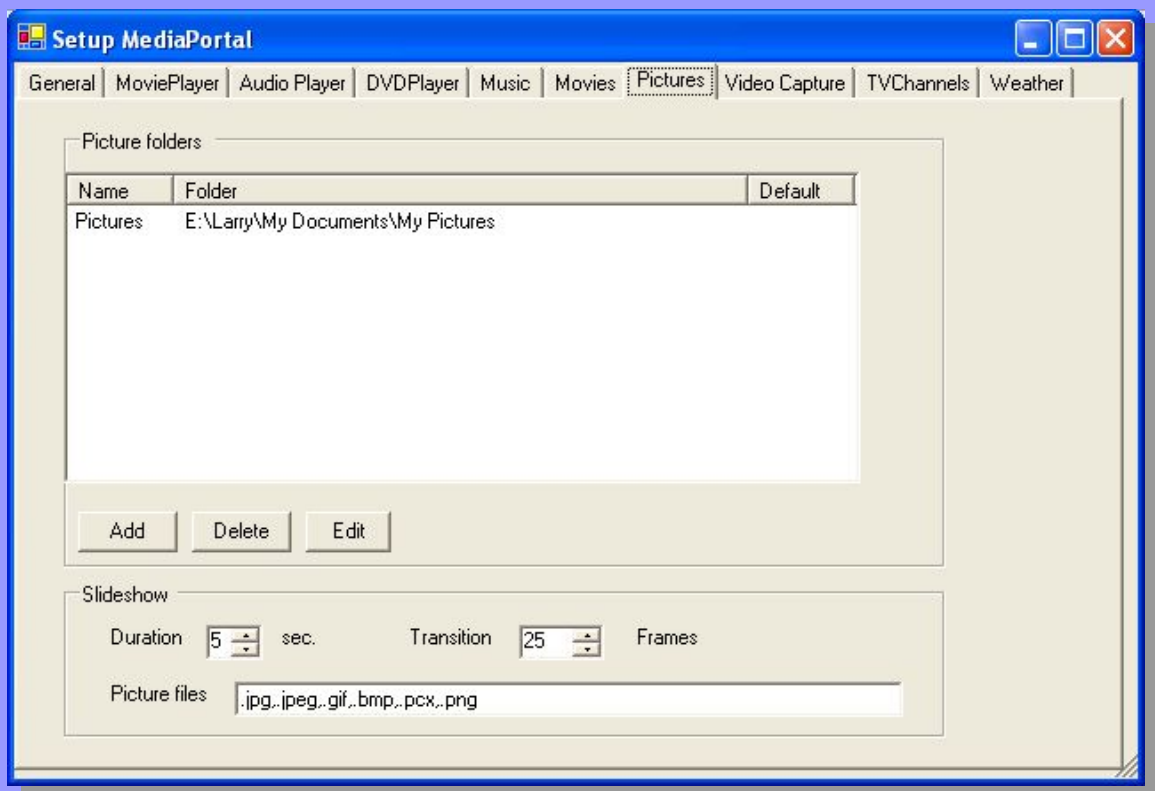 Setup MediaPortal
General MoviePlayer Audio Player DVDPlayer Music Movies Pictures Video Capture TVChannels Weather
Picture folders
Name Folder Default
Pictures E:\Larry\My Documents\My Pictures
Add Delete Edit
Slideshow
Duration 5 sec. Transition 25 Frames
Picture files .jpg,.jpeg,.gif,.bmp,.pcx,.png